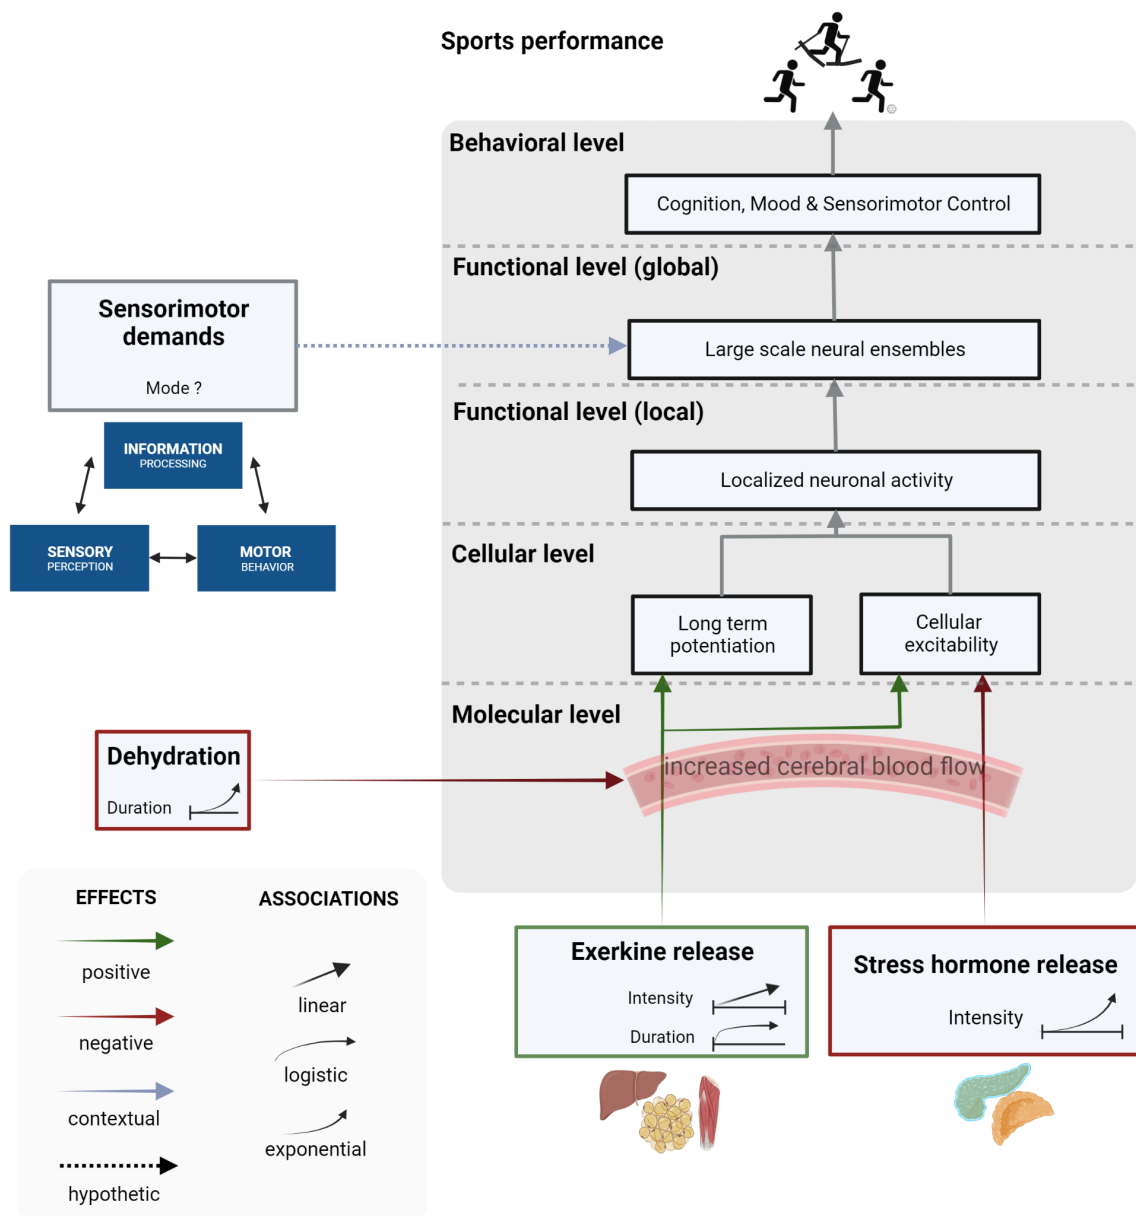 Sports performance
Behavioral level
Cognition, Mood & Sensorimotor Control
Functional level (global)
Sensorimotor
demands
Mode ?
Large scale neural ensembles
INFORMATION
PROCESSING
SENSORY
PERCEPTION
MOTOR
BEHAVIOR
Functional level (local)
Localized neuronal activity
Cellular level
Long term
potentiation
Cellular
excitability
Molecular level
increased cerebral blood flow
Dehydration
Duration
EFFECTS
positive
negative
contextual
hypothetic
ASSOCIATIONS
linear
logistic
exponential
Exerkine release
Intensity
Duration
Stress hormone release
Intensity